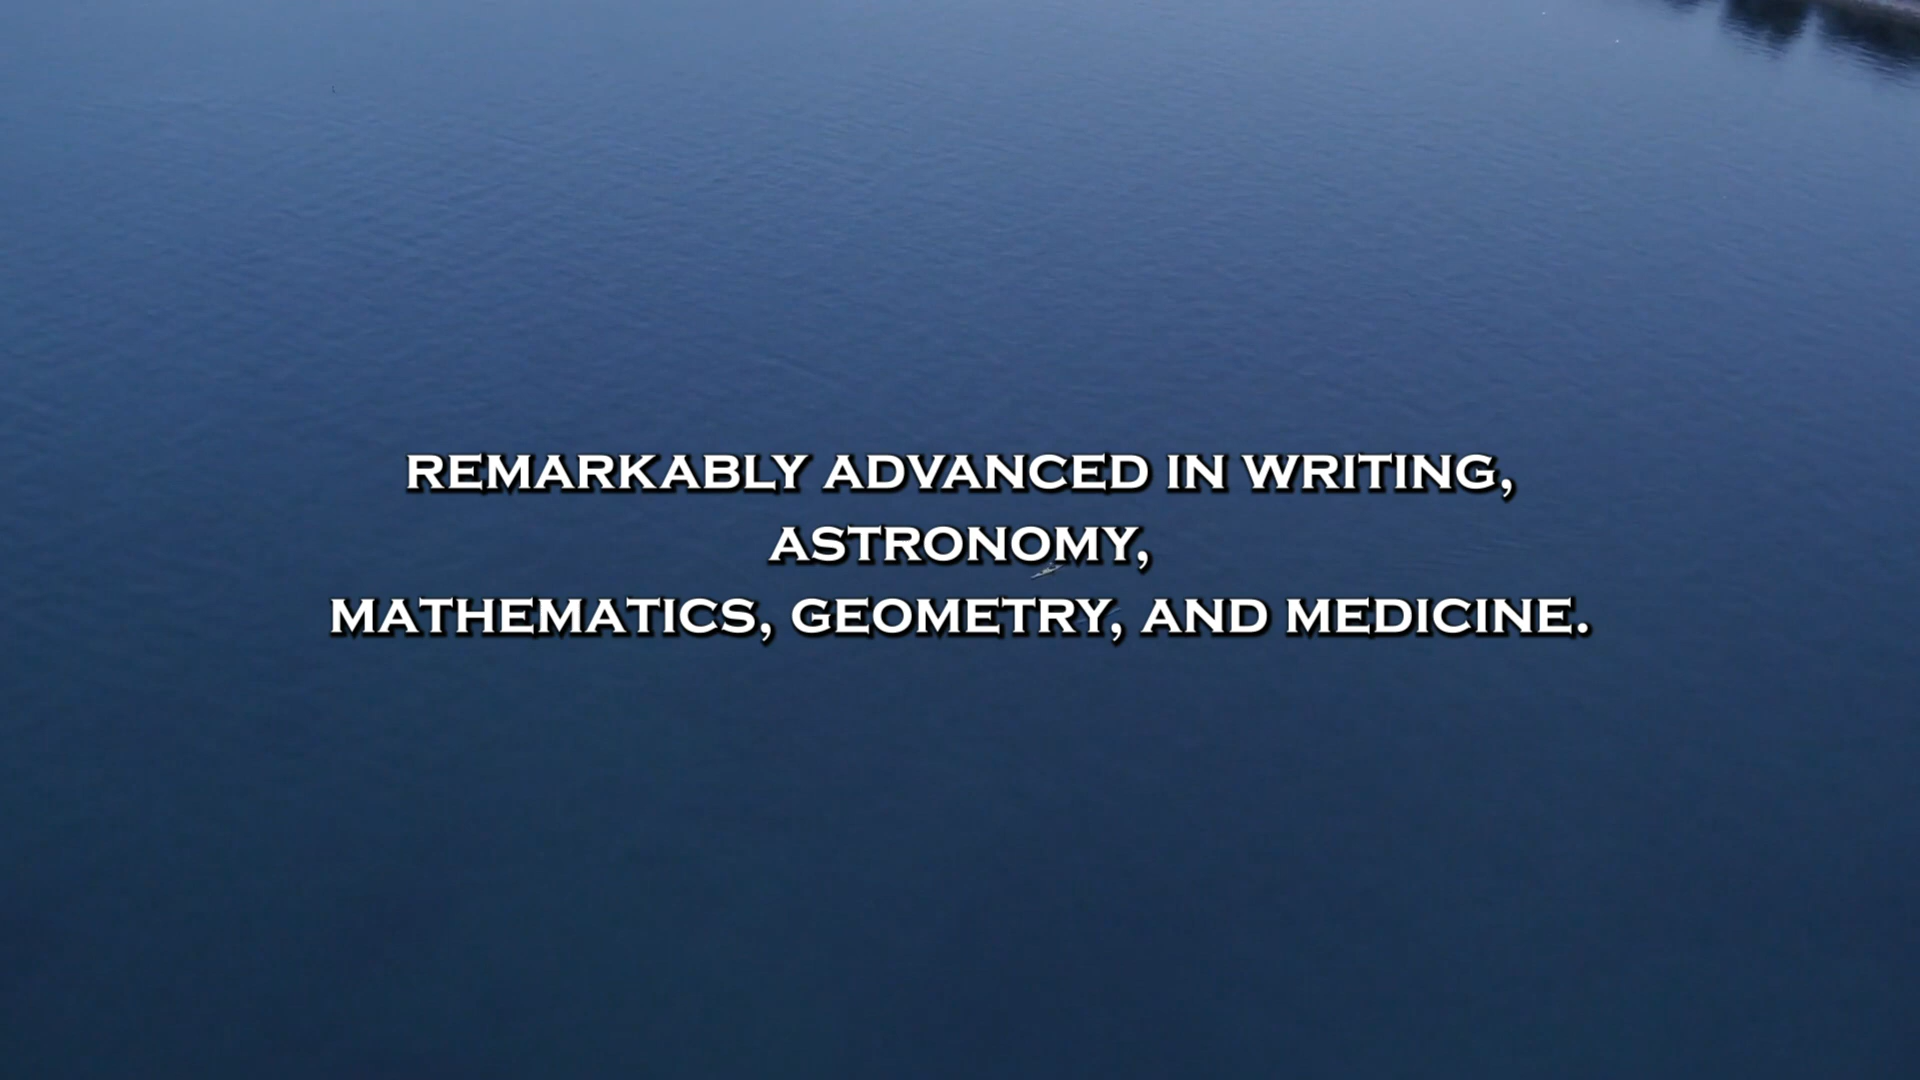 REMARKABLY ADVANCED IN WRITING,
ASTRONOMY,
MATHEMATICS, GEOMETRY, AND MEDICINE.